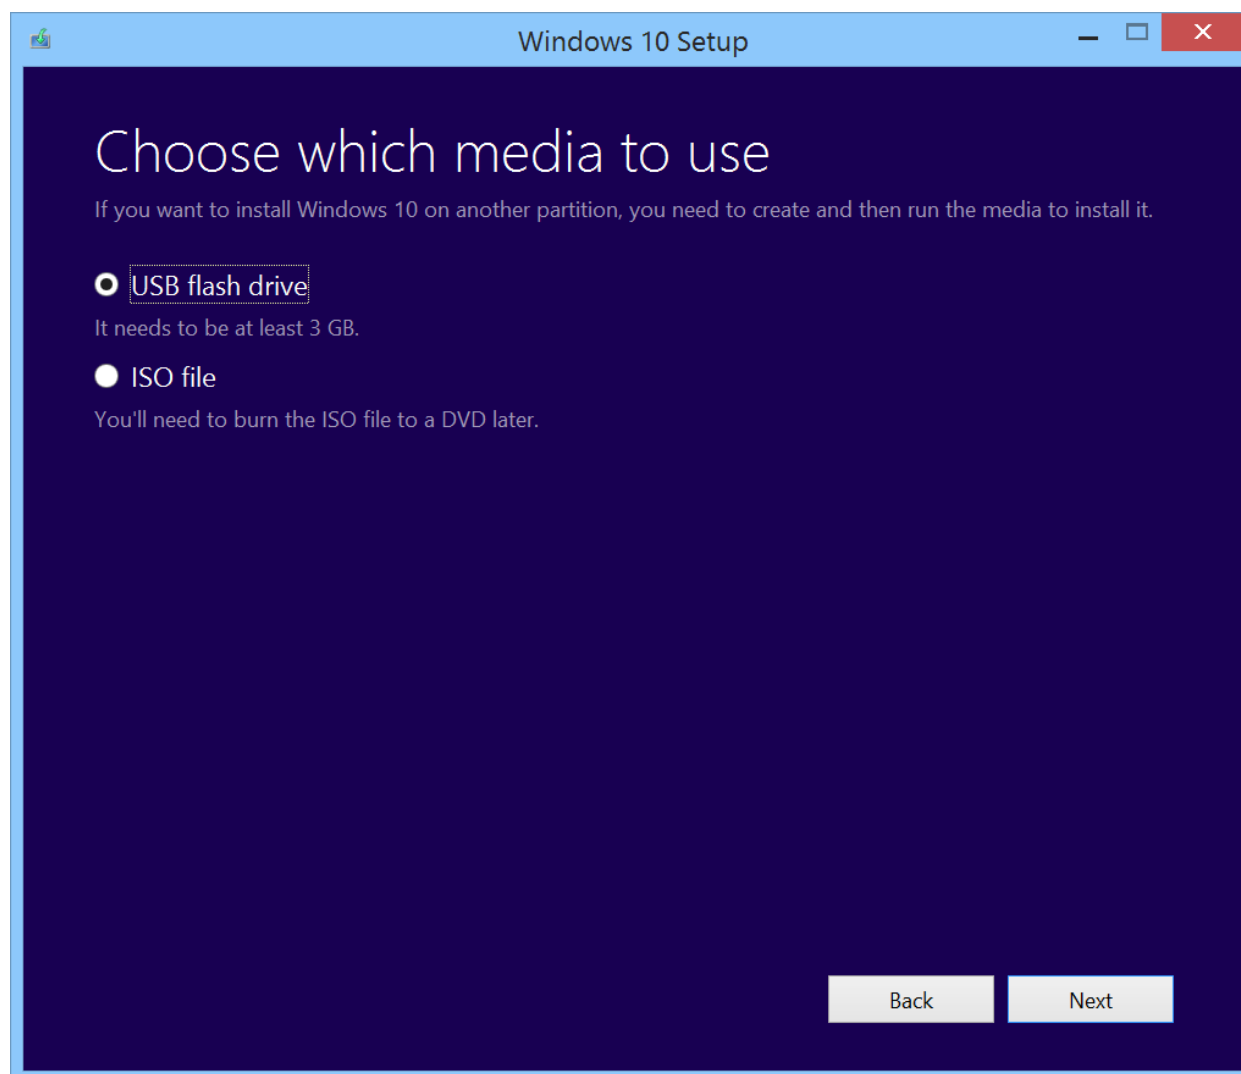 Windows 10 Setup
Choose which media to use
If you want to install Windows 10 on another partition, you need to create and then run the media to install it.
USB flash drive
It needs to be at least 3 GB.
ISO file
You'll need to burn the ISO file to a DVD later.
Back Next